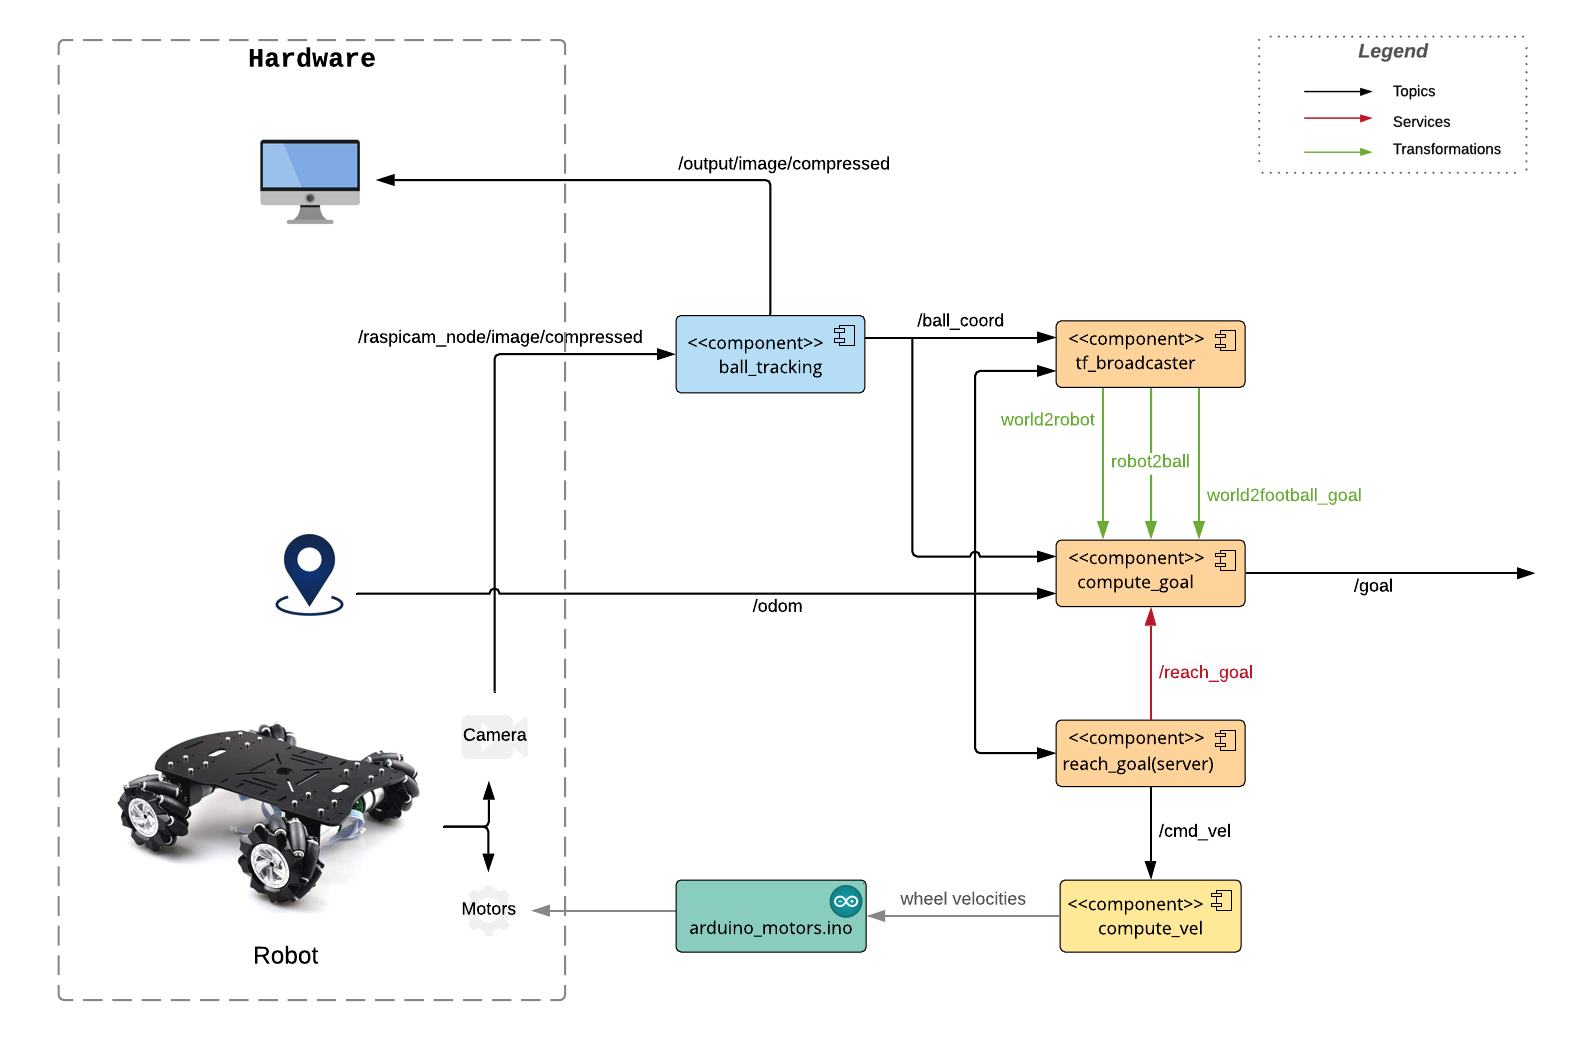 Hardware
Legend
Topics
Services
Transformations
/output/image/compressed
/raspicam_node/image/compressed
<<component>>
ball_tracking
/ball_coord
<<component>>
tf_broadcaster
world2robot
robot2ball
world2football_goal
<<component>>
compute_goal
/goal
/odom
/reach_goal
Camera
<<component>>
reach_goal(server)
/cmd_vel
Motors
arduino_motors.ino
wheel velocities
<<component>>
compute_vel
Robot